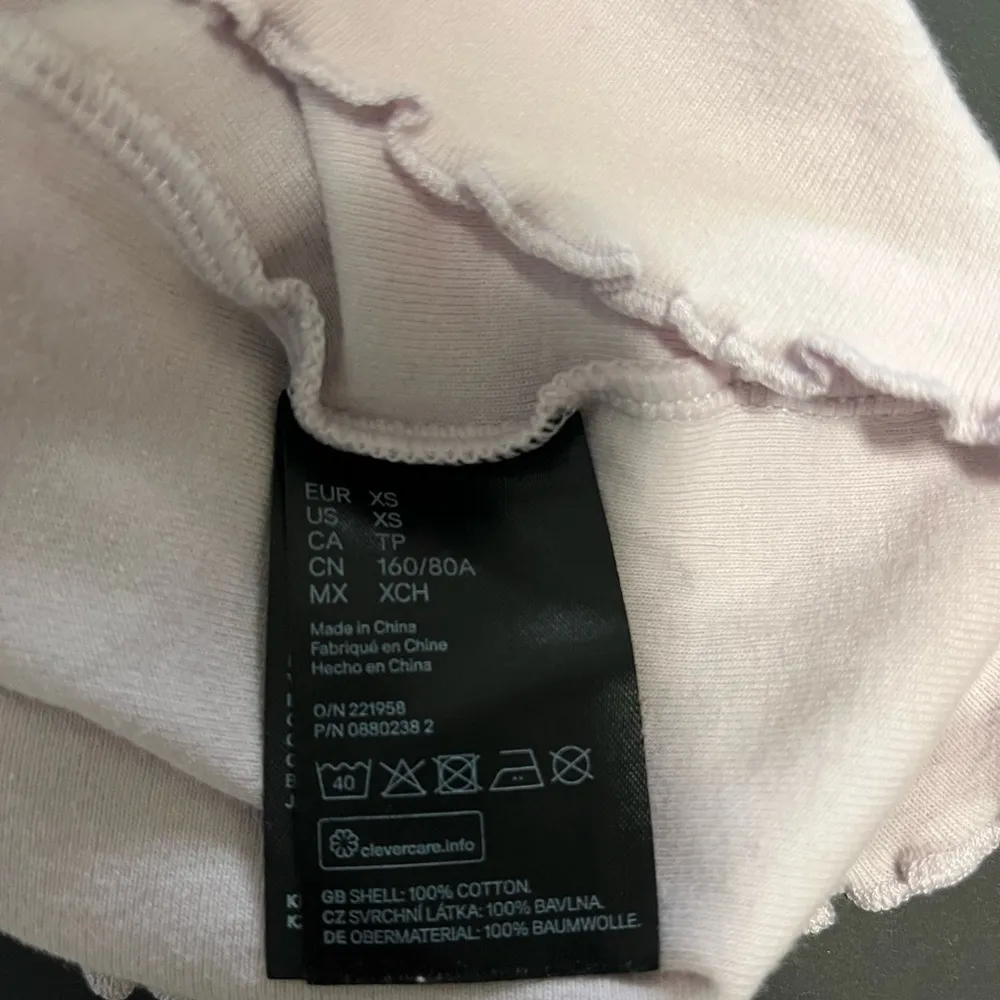 EUR XS
US XS
CA TP
CN 160/80A
MX XCH
Made in China
Fabriqué en Chine
Hecho en China
O/N 221958
P/N 0880238 2
40
clevercare.info
GB SHELL: 100% COTTON.
CZ SVRCHNÍ LÁTKA: 100% BAVLNA.
DE OBERMATERIAL: 100% BAUMWOLLE.